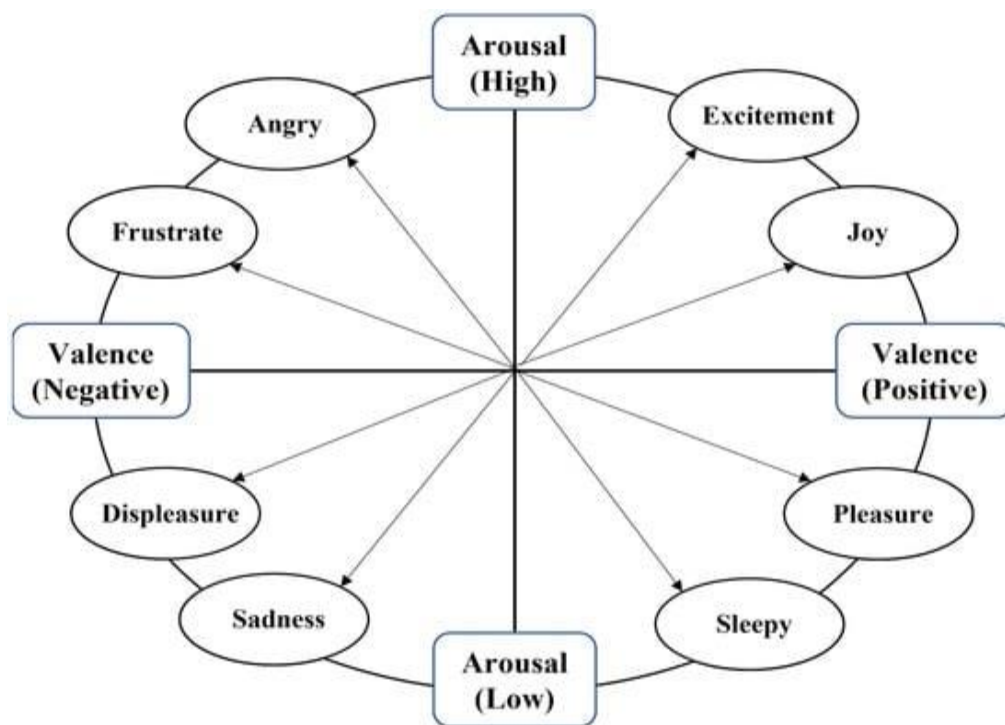 Arousal
(High)
Excitement
Angry
Frustrate
Joy
Valence
(Negative)
Valence
(Positive)
Displeasure
Pleasure
Sadness
Sleepy
Arousal
(Low)